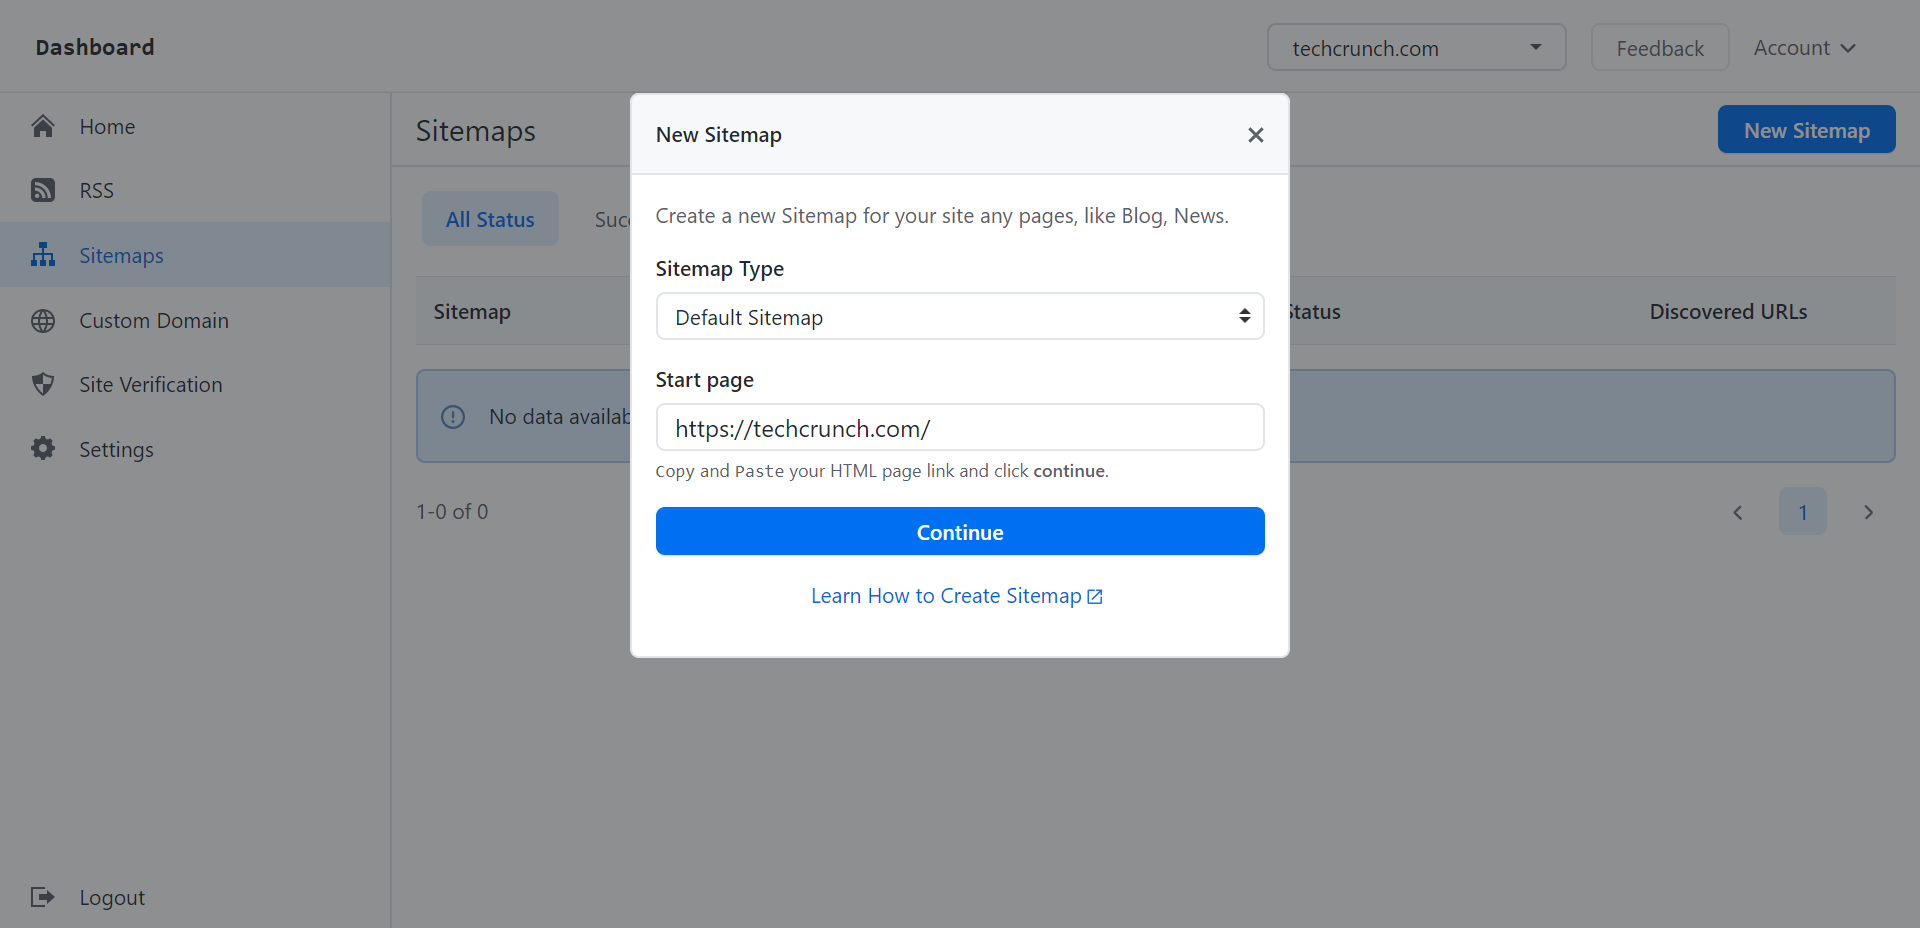 Dashboard
techcrunch.com
Feedback
Account
Home
RSS
Sitemaps
Custom Domain
Site Verification
Settings
Logout
Sitemaps
New Sitemap
All Status
Sitemap
Status
Discovered URLs
No data
1-0 of 0
1
New Sitemap
Create a new Sitemap for your site any pages, like Blog, News.
Sitemap Type
Default Sitemap
Start page
https://techcrunch.com/
Copy and Paste your HTML page link and click continue.
Continue
Learn How to Create Sitemap